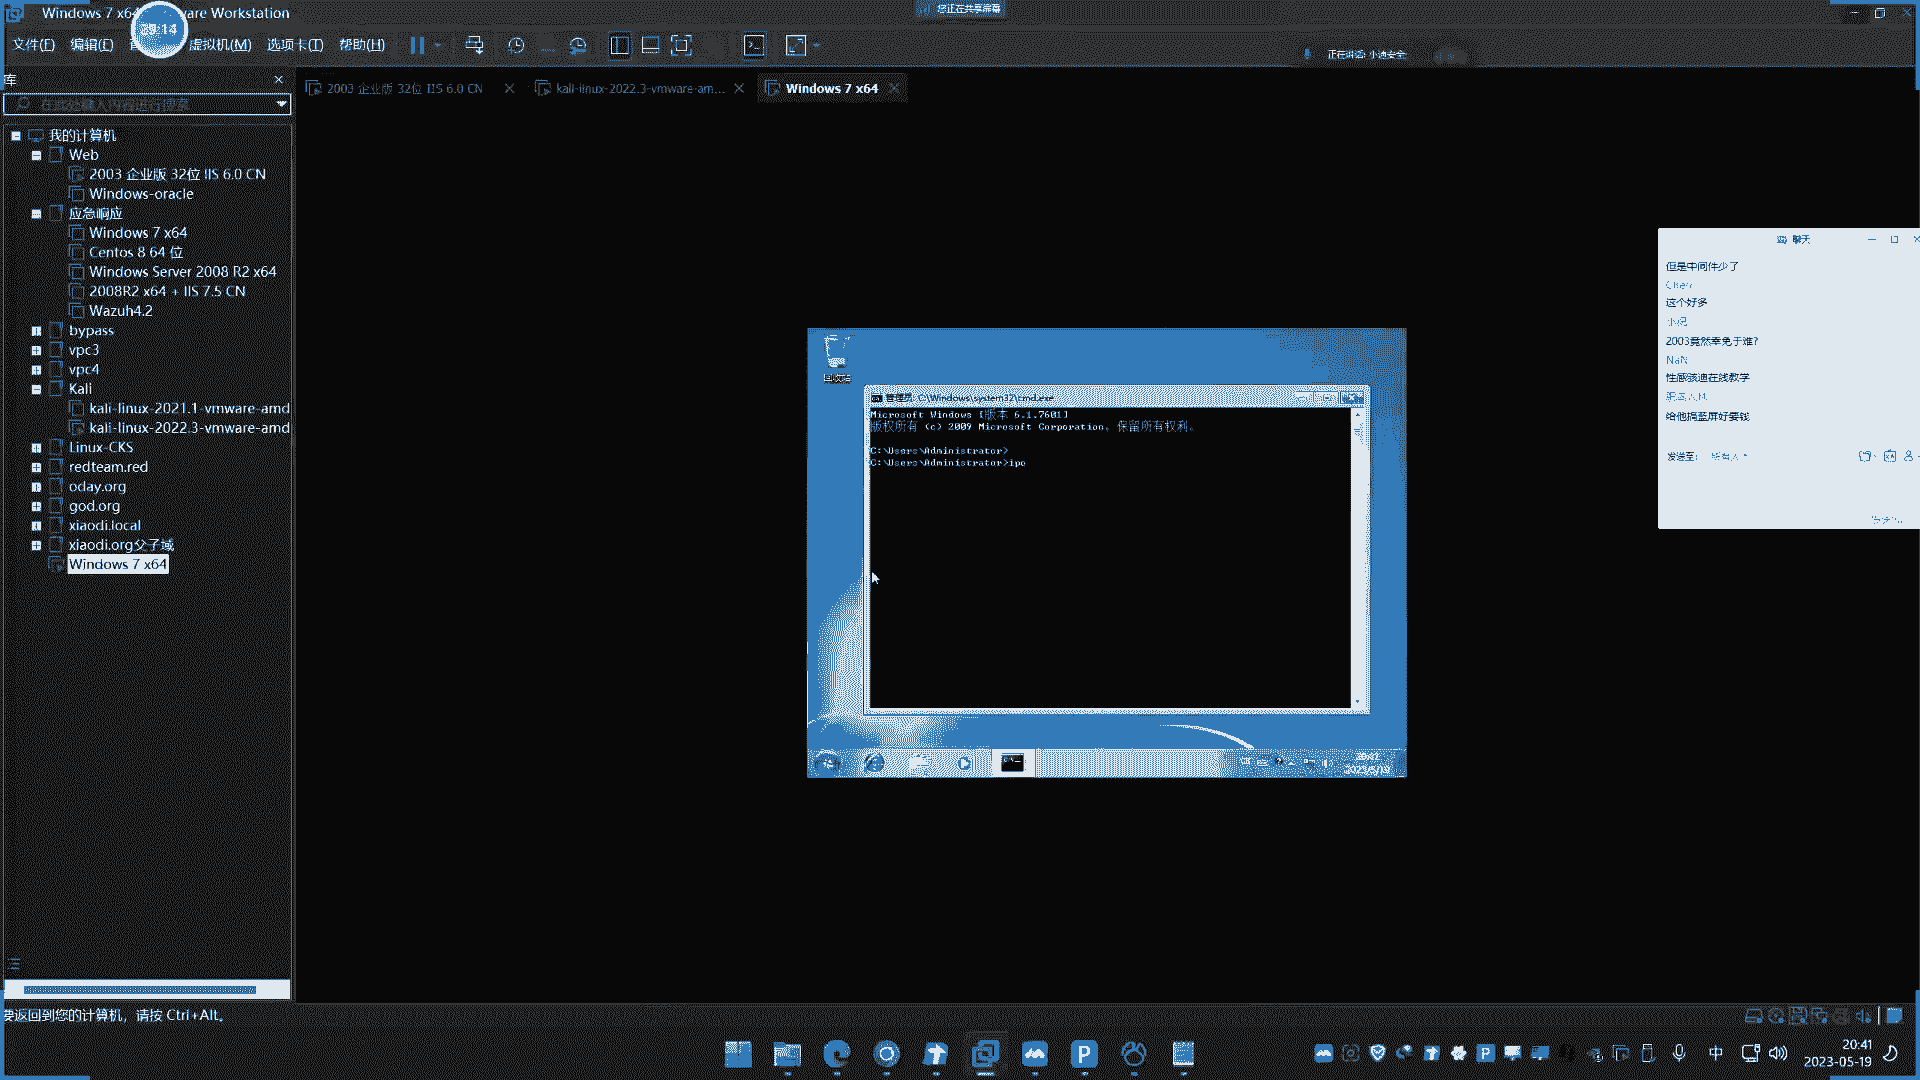 Windows 7 x64
ware Workstation
您正在共享屏幕
29:14
文件(F) 编辑(E) 虚拟机(M) 选项卡(T) 帮助(H)
正在讲话: 小迪安全
库
在此处键入内容进行搜索
2003 企业版 32位 IIS 6.0 CN
kali-linux-2022.3-vmware-am...
Windows 7 x64
我的计算机
Web
2003 企业版 32位 IIS 6.0 CN
Windows-oracle
应急响应
Windows 7 x64
Centos 8 64 位
Windows Server 2008 R2 x64
2008R2 x64 + IIS 7.5 CN
Wazuh4.2
bypass
vpc3
vpc4
Kali
kali-linux-2021.1-vmware-amd
kali-linux-2022.3-vmware-amd
Linux-CKS
redteam.red
oday.org
god.org
xiaodi.local
xiaodi.org父子域
Windows 7 x64
回收站
管理员: C:\Windows\system32\cmd.exe
Microsoft Windows [版本 6.1.7601]
版权所有 (c) 2009 Microsoft Corporation。保留所有权利。
C:\Users\Administrator>
C:\Users\Administrator>ipo
20:41
2023/5/19
聊天
但是中间件少了
这个好多
2003竟然幸免于难?
NaN
性感骇迪在线教学
给他搞蓝屏好要钱
发送至: 所有人
要返回到您的计算机，请按 Ctrl+Alt。
中
20:41
2023-05-19